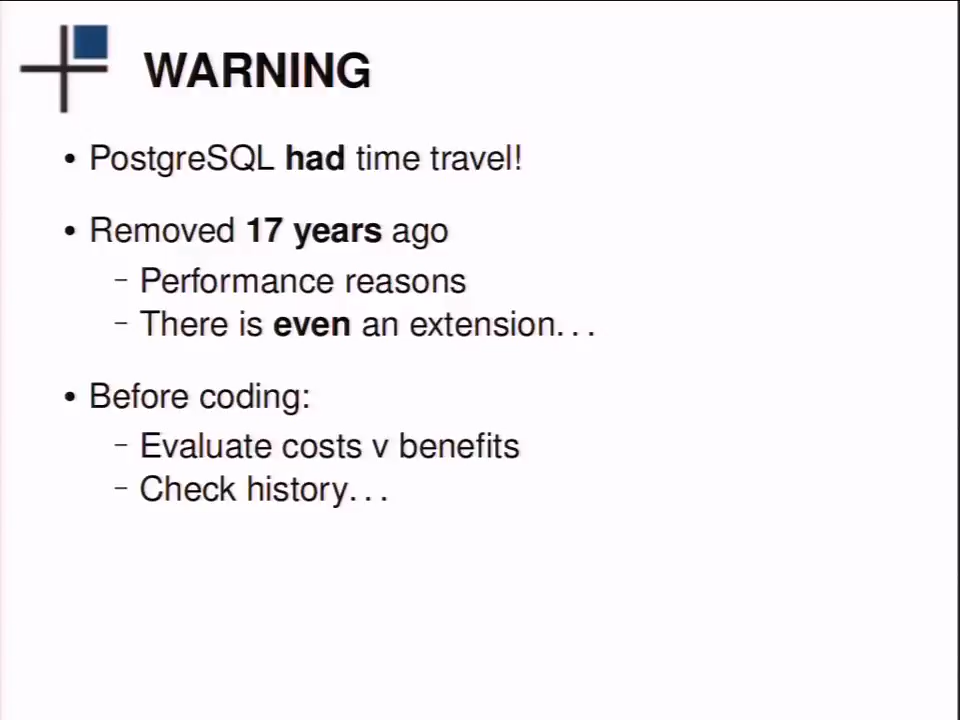 WARNING
• PostgreSQL had time travel!
• Removed 17 years ago
– Performance reasons
– There is even an extension...
• Before coding:
– Evaluate costs v benefits
– Check history...